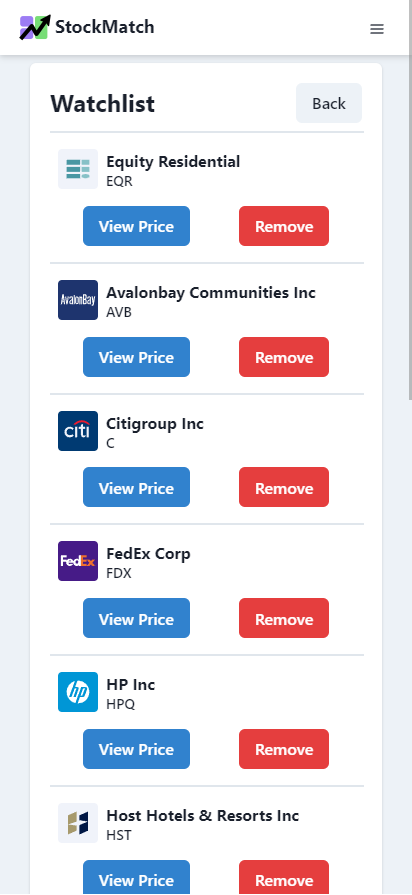 StockMatch
Watchlist
Back
Equity Residential
EQR
View Price
Remove
AvalonBay
Avalonbay Communities Inc
AVB
View Price
Remove
citi
Citigroup Inc
C
View Price
Remove
FedEx
FedEx Corp
FDX
View Price
Remove
hp
HP Inc
HPQ
View Price
Remove
Host Hotels & Resorts Inc
HST
View Price
Remove